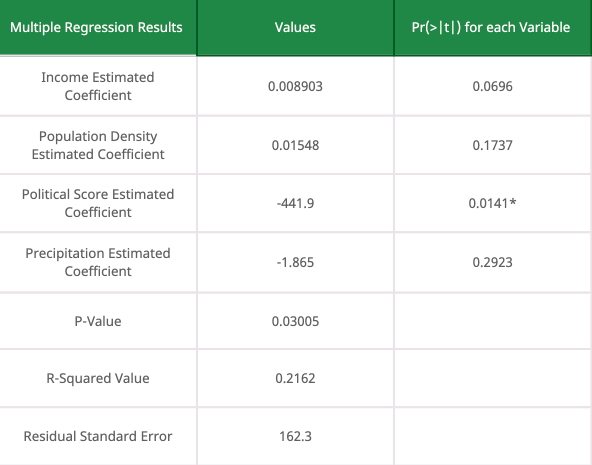 Multiple Regression Results Values Pr(>|t|) for each Variable
Income Estimated
Coefficient
0.008903 0.0696
Population Density
Estimated Coefficient
0.01548 0.1737
Political Score Estimated
Coefficient
-441.9 0.0141*
Precipitation Estimated
Coefficient
-1.865 0.2923
P-Value 0.03005
R-Squared Value 0.2162
Residual Standard Error 162.3